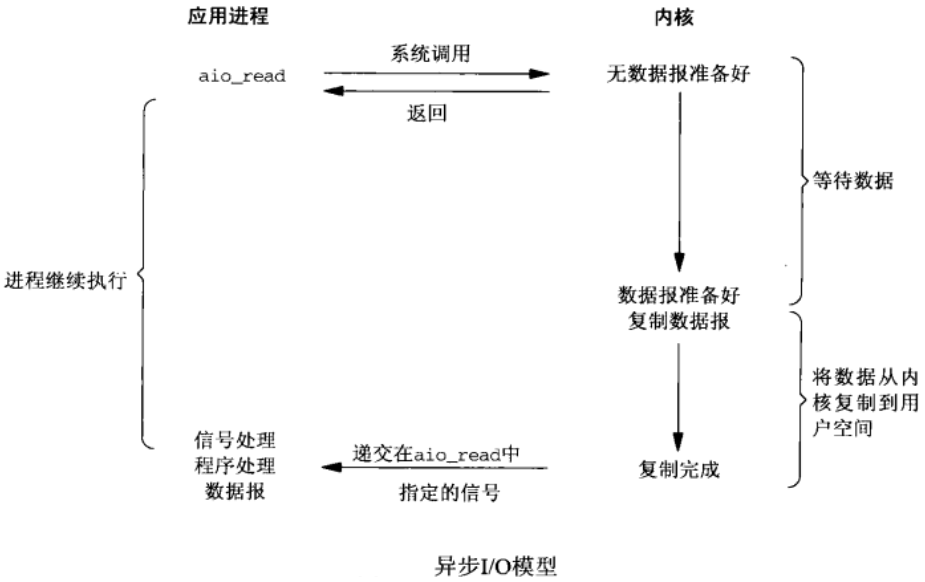 应用进程
内核
aio_read
系统调用
无数据报准备好
返回
等待数据
进程继续执行
数据报准备好
复制数据报
将数据从内
核复制到用
户空间
信号处理
程序处理
数据报
递交在aio_read中
指定的信号
复制完成
异步I/O模型